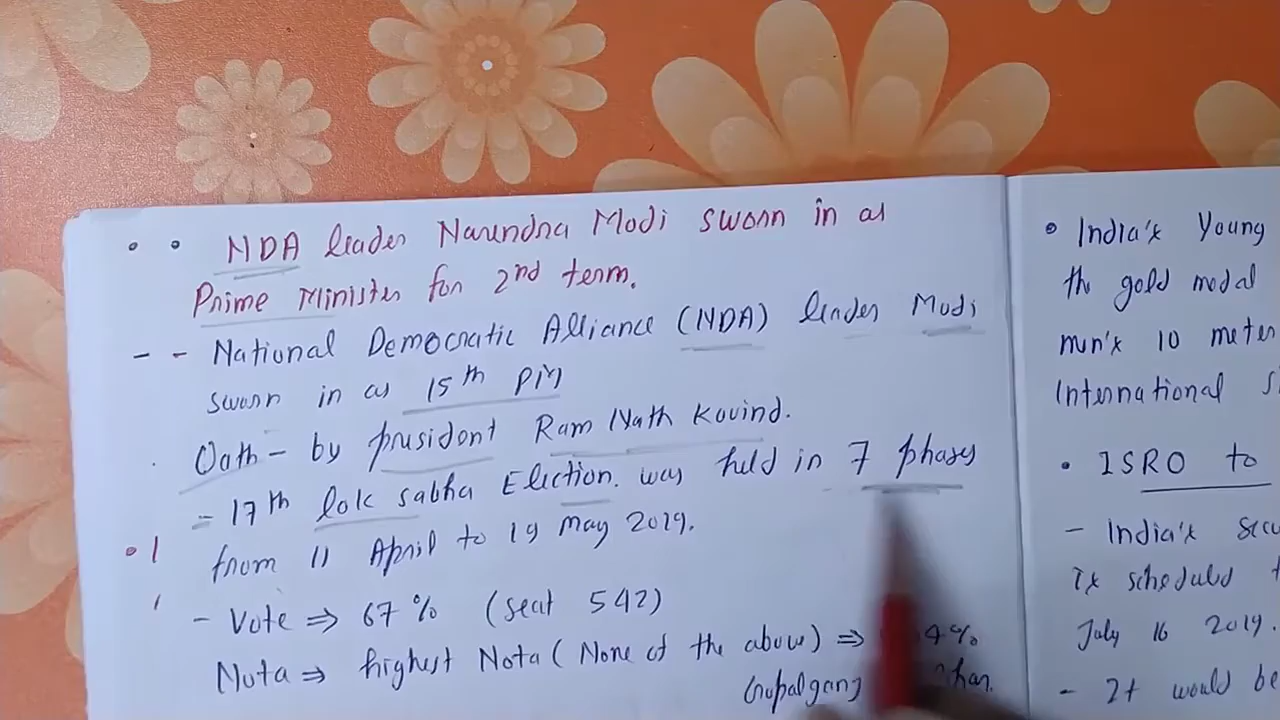 NDA leader Narendra Modi sworn in as
Prime Minister for 2nd term.
- - National Democratic Alliance (NDA) leader Modi
sworn in as 15th PM
Oath - by president Ram Nath Kovind.
= 17th lok sabha Election. was held in 7 phases
from 11 April to 19 may 2019.
- Vote ⇒ 67% (seat 542)
Nota ⇒ highest Nota (None of the above) ⇒ 4%
(Gopalganj
• India's Young
the gold medal
men's 10 meter
International
• ISRO to
- India's
Is scheduled
July 16 2019.
- It would be